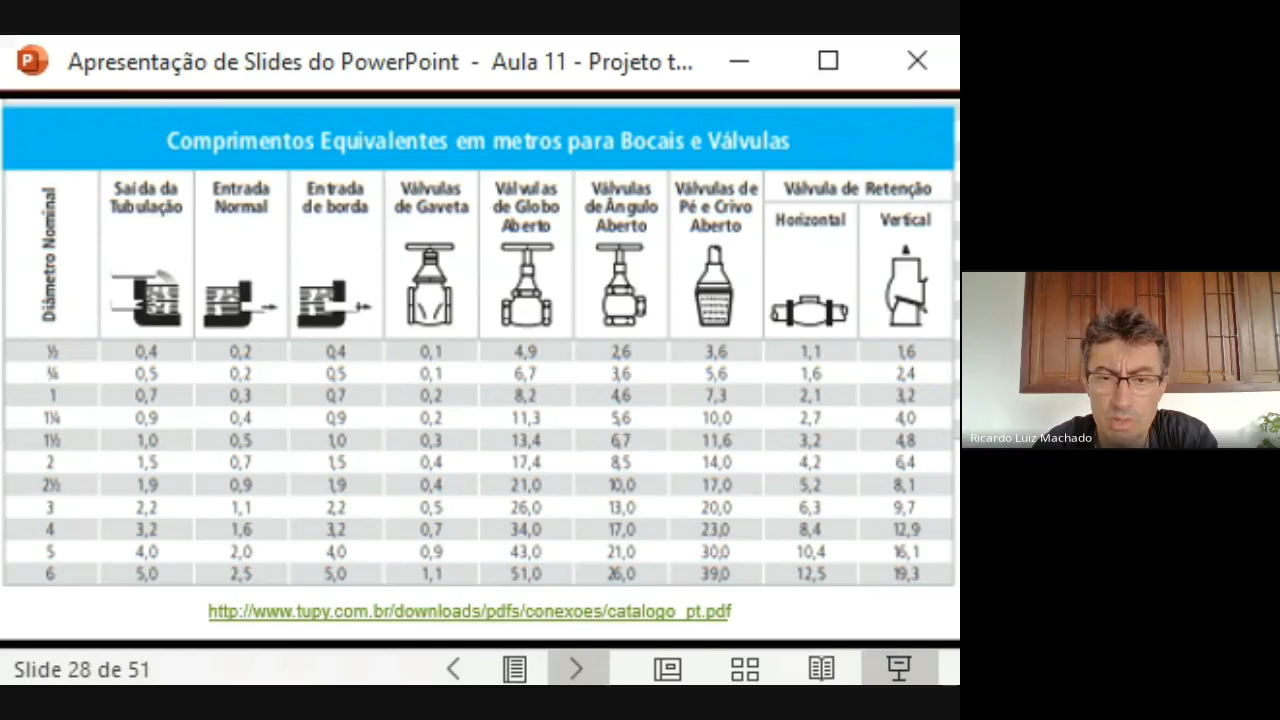 Apresentação de Slides do PowerPoint - Aula 11 - Projeto t...
Comprimentos Equivalentes em metros para Bocais e Válvulas
Diâmetro Nominal
Saída da Tubulação
Entrada Normal
Entrada de borda
Válvulas de Gaveta
Válvulas de Globo Aberto
Válvulas de Ângulo Aberto
Válvulas de Pé e Crivo Aberto
Válvula de Retenção
Horizontal
Vertical
½ 0,4 0,2 0,4 0,1 4,9 2,6 3,6 1,1 1,6
¾ 0,5 0,2 0,5 0,1 6,7 3,6 5,6 1,6 2,4
1 0,7 0,3 0,7 0,2 8,2 4,6 7,3 2,1 3,2
1¼ 0,9 0,4 0,9 0,2 11,3 5,6 10,0 2,7 4,0
1½ 1,0 0,5 1,0 0,3 13,4 6,7 11,6 3,2 4,8
2 1,5 0,7 1,5 0,4 17,4 8,5 14,0 4,2 6,4
2½ 1,9 0,9 1,9 0,4 21,0 10,0 17,0 5,2 8,1
3 2,2 1,1 2,2 0,5 26,0 13,0 20,0 6,3 9,7
4 3,2 1,6 3,2 0,7 34,0 17,0 23,0 8,4 12,9
5 4,0 2,0 4,0 0,9 43,0 21,0 30,0 10,4 16,1
6 5,0 2,5 5,0 1,1 51,0 26,0 39,0 12,5 19,3
http://www.tupy.com.br/downloads/pdfs/conexoes/catalogo_pt.pdf
Slide 28 de 51
Ricardo Luiz Machado